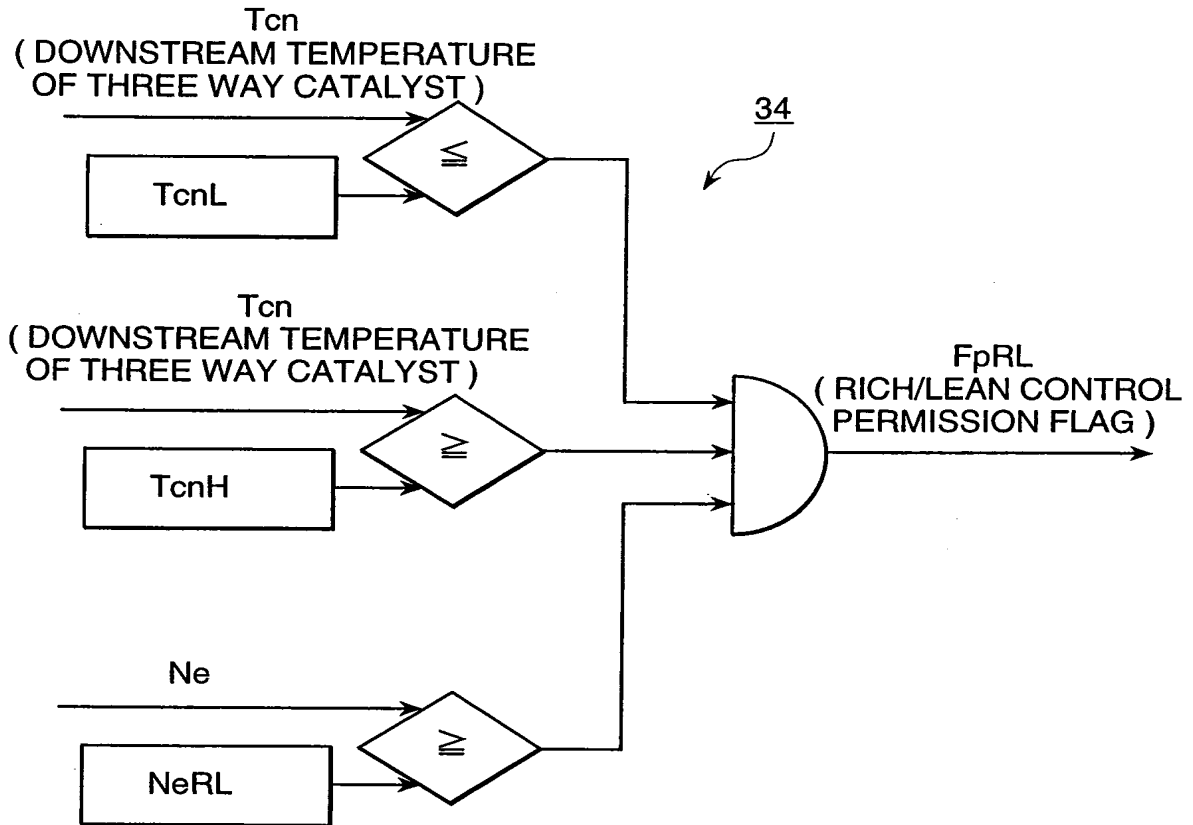 Tcn
( DOWNSTREAM TEMPERATURE
OF THREE WAY CATALYST )
≦
34
TcnL
Tcn
( DOWNSTREAM TEMPERATURE
OF THREE WAY CATALYST )
≧
TcnH
FpRL
( RICH/LEAN CONTROL
PERMISSION FLAG )
Ne
≧
NeRL